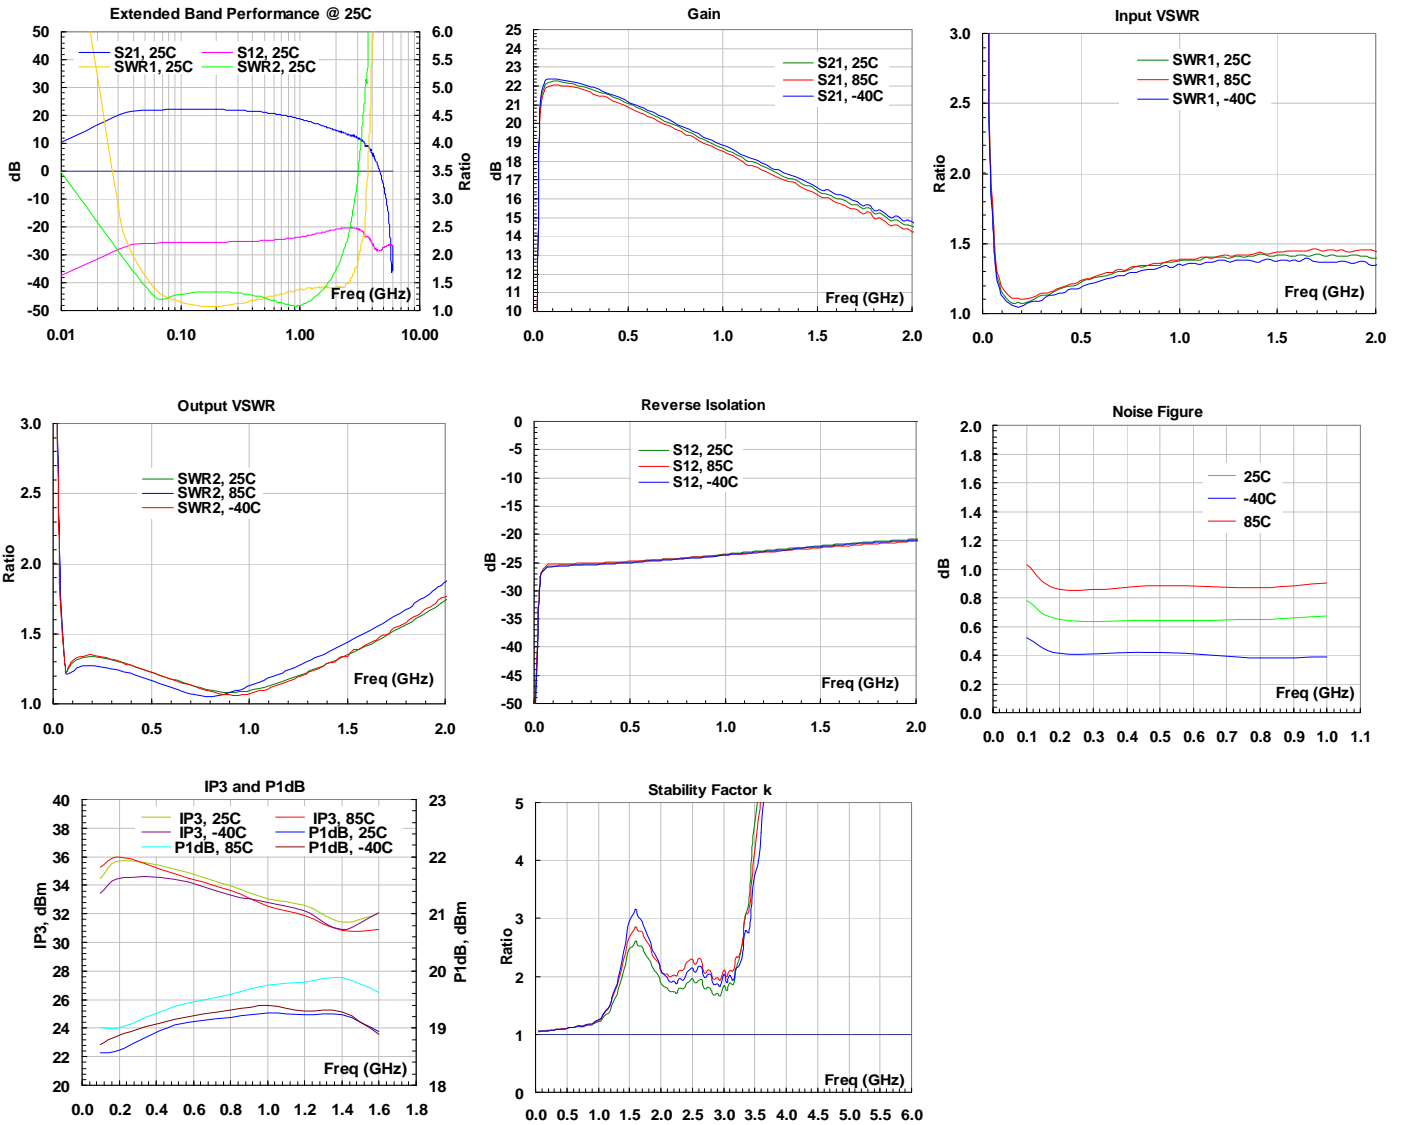 Extended Band Performance @ 25C
50
40
30
20
10
0
-10
-20
-30
-40
-50
dB
S21, 25C
S12, 25C
SWR1, 25C
SWR2, 25C
6.0
5.5
5.0
4.5
4.0
3.5
3.0
2.5
2.0
1.5
1.0
Ratio
Freq (GHz)
0.01 0.10 1.00 10.00
Gain
25
24
23
22
21
20
19
18
17
16
15
14
13
12
11
10
dB
S21, 25C
S21, 85C
S21, -40C
0.0 0.5 1.0 1.5 2.0
Input VSWR
3.0
2.5
2.0
1.5
1.0
Ratio
SWR1, 25C
SWR1, 85C
SWR1, -40C
Freq (GHz)
0.0 0.5 1.0 1.5 2.0
Output VSWR
3.0
2.5
2.0
1.5
1.0
Ratio
SWR2, 25C
SWR2, 85C
SWR2, -40C
Freq (GHz)
0.0 0.5 1.0 1.5 2.0
Reverse Isolation
0
-5
-10
-15
-20
-25
-30
-35
-40
-45
-50
dB
S12, 25C
S12, 85C
S12, -40C
Freq (GHz)
0.0 0.5 1.0 1.5 2.0
Noise Figure
2.0
1.8
1.6
1.4
1.2
1.0
0.8
0.6
0.4
0.2
0.0
dB
25C
-40C
85C
Freq (GHz)
0.0 0.1 0.2 0.3 0.4 0.5 0.6 0.7 0.8 0.9 1.0 1.1
IP3 and P1dB
40
38
36
34
32
30
28
26
24
22
20
IP3, dBm
IP3, 25C
IP3, 85C
IP3, -40C
P1dB, 25C
P1dB, 85C
P1dB, -40C
23
22
21
20
19
18
P1dB, dBm
Freq (GHz)
0.0 0.2 0.4 0.6 0.8 1.0 1.2 1.4 1.6 1.8
Stability Factor k
5
4
3
2
1
0
Ratio
Freq (GHz)
0.0 0.5 1.0 1.5 2.0 2.5 3.0 3.5 4.0 4.5 5.0 5.5 6.0